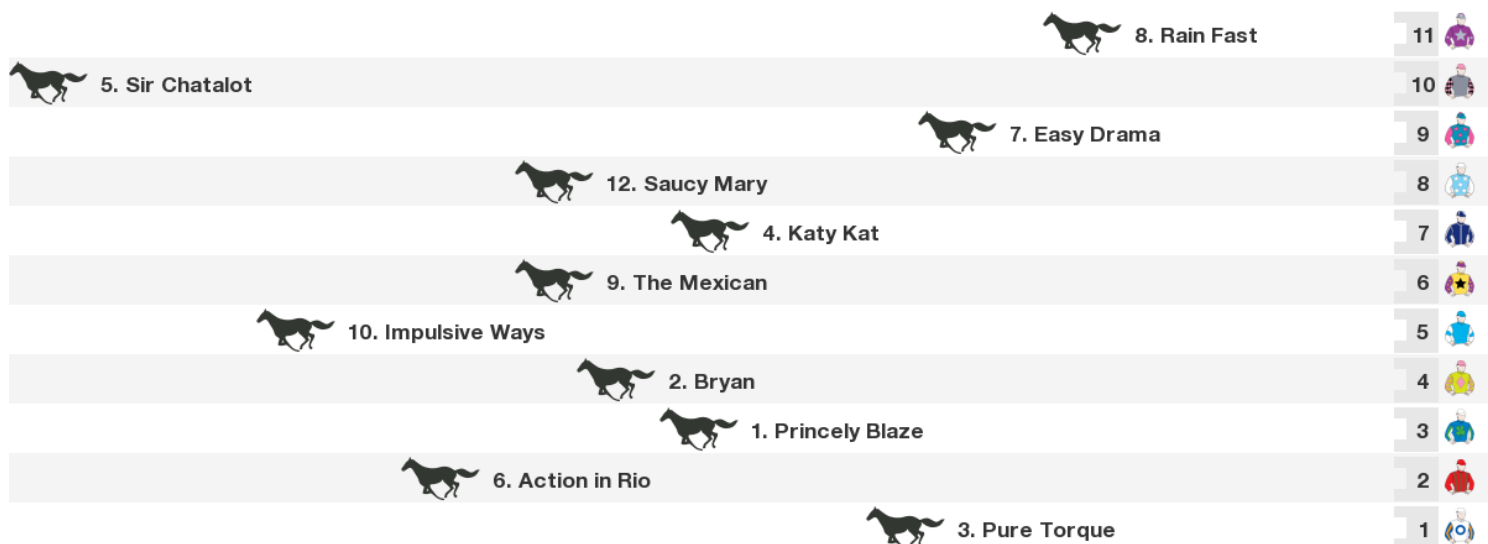 8. Rain Fast 11
5. Sir Chatalot 10
7. Easy Drama 9
12. Saucy Mary 8
4. Katy Kat 7
9. The Mexican 6
10. Impulsive Ways 5
2. Bryan 4
1. Princely Blaze 3
6. Action in Rio 2
3. Pure Torque 1